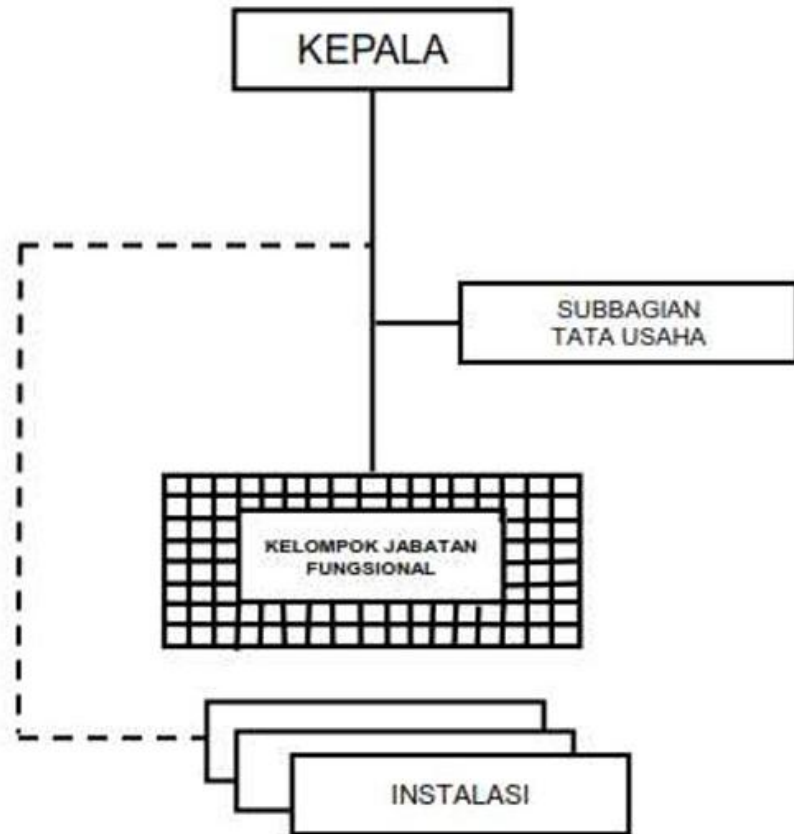 KEPALA
SUBBAGIAN
TATA USAHA
KELOMPOK JABATAN
FUNGSIONAL
INSTALASI